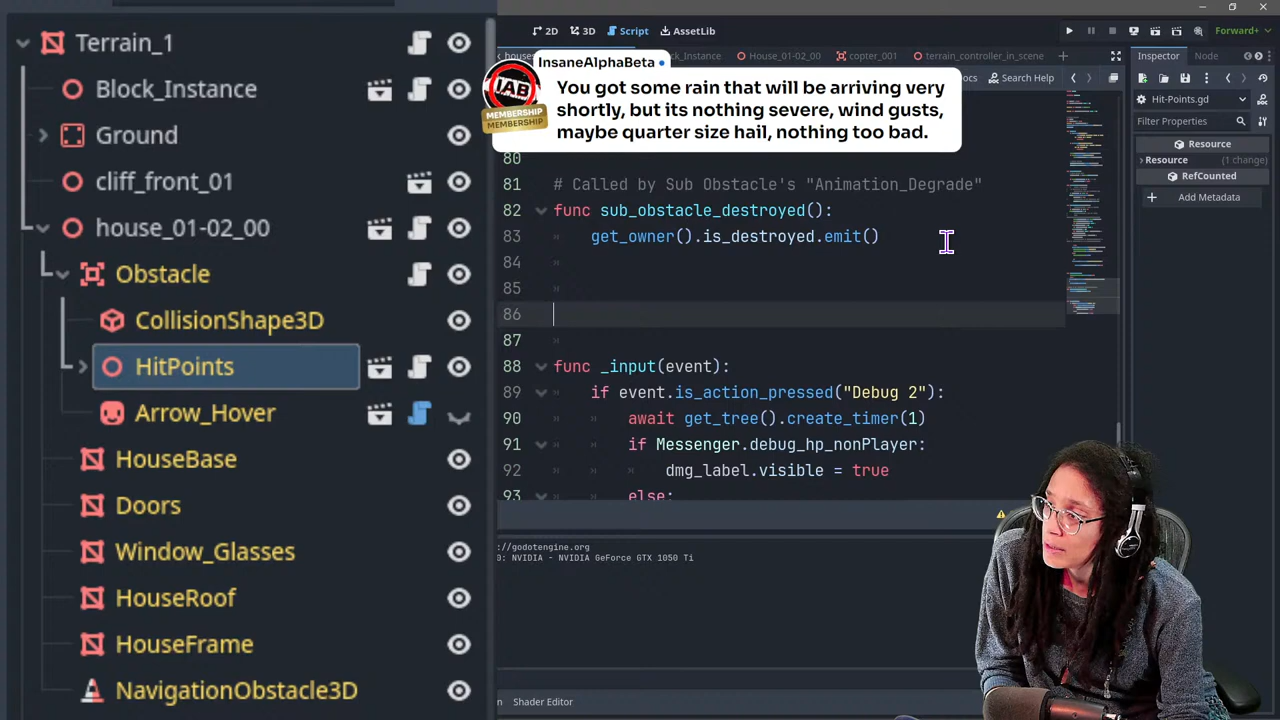 Terrain_1
Block_Instance
Ground
cliff_front_01
house_01-02_00
Obstacle
CollisionShape3D
HitPoints
Arrow_Hover
HouseBase
Doors
Window_Glasses
HouseRoof
HouseFrame
NavigationObstacle3D
2D
3D
Script
AssetLib
Forward+
House_01-02_00
copter_001
terrain_controller_in_scene
Search Help
InsaneAlphaBeta
IAB
MEMBERSHIP
MEMBERSHIP
You got some rain that will be arriving very
shortly, but its nothing severe, wind gusts,
maybe quarter size hail, nothing too bad.
80
81 # Called by Sub Obstacle's "Animation_Degrade"
82 func sub_obstacle_destroyed():
83 get_owner().is_destroyed.emit()
84
85
86
87
88 func _input(event):
89 if event.is_action_pressed("Debug 2"):
90 await get_tree().create_timer(1)
91 if Messenger.debug_hp_nonPlayer:
92 dmg_label.visible = true
93 else:
://godotengine.org
0: NVIDIA - NVIDIA GeForce GTX 1050 Ti
Shader Editor
Inspector
Node
Hit-Points.gd
Filter Properties
Resource
Resource (1 change)
RefCounted
Add Metadata